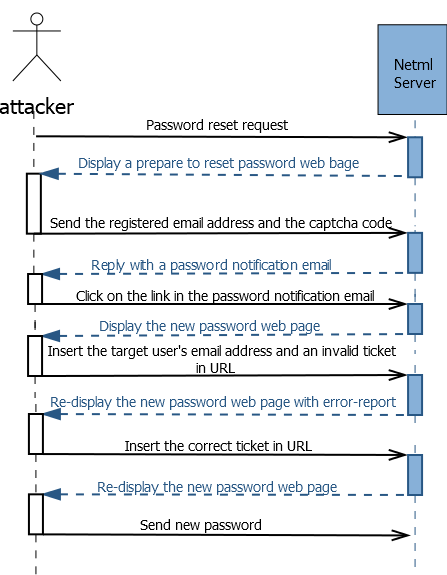 attacker
Netml
Server
Password reset request
Display a prepare to reset password web bage
Send the registered email address and the captcha code
Reply with a password notification email
Click on the link in the password notification email
Display the new password web page
Insert the target user's email address and an invalid ticket
in URL
Re-display the new password web page with error-report
Insert the correct ticket in URL
Re-display the new password web page
Send new password